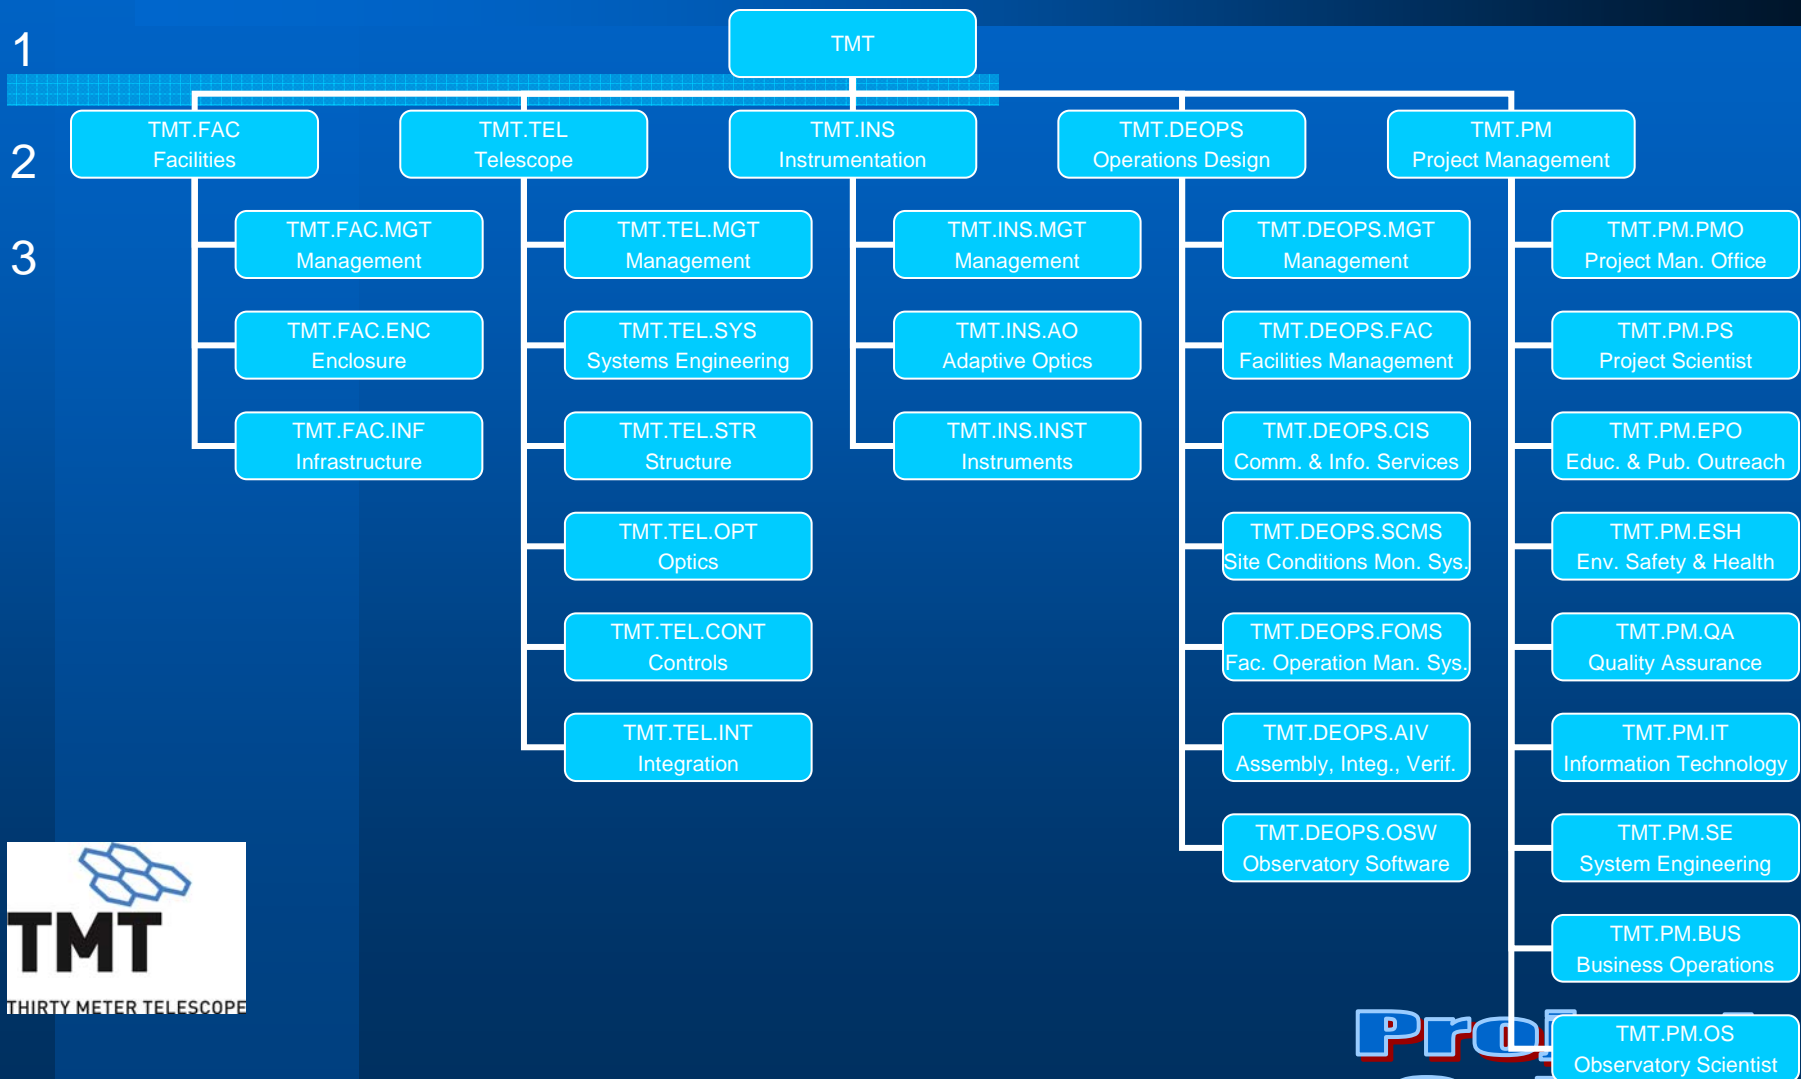 1
TMT
2
TMT.FAC
Facilities
TMT.TEL
Telescope
TMT.INS
Instrumentation
TMT.DEOPS
Operations Design
TMT.PM
Project Management
3
TMT.FAC.MGT
Management
TMT.FAC.ENC
Enclosure
TMT.FAC.INF
Infrastructure
TMT.TEL.MGT
Management
TMT.TEL.SYS
Systems Engineering
TMT.TEL.STR
Structure
TMT.TEL.OPT
Optics
TMT.TEL.CONT
Controls
TMT.TEL.INT
Integration
TMT.INS.MGT
Management
TMT.INS.AO
Adaptive Optics
TMT.INS.INST
Instruments
TMT.DEOPS.MGT
Management
TMT.DEOPS.FAC
Facilities Management
TMT.DEOPS.CIS
Comm. & Info. Services
TMT.DEOPS.SCMS
Site Conditions Mon. Sys.
TMT.DEOPS.FOMS
Fac. Operation Man. Sys.
TMT.DEOPS.AIV
Assembly, Integ., Verif.
TMT.DEOPS.OSW
Observatory Software
TMT.PM.PMO
Project Man. Office
TMT.PM.PS
Project Scientist
TMT.PM.EPO
Educ. & Pub. Outreach
TMT.PM.ESH
Env. Safety & Health
TMT.PM.QA
Quality Assurance
TMT.PM.IT
Information Technology
TMT.PM.SE
System Engineering
TMT.PM.BUS
Business Operations
TMT.PM.OS
Observatory Scientist
TMT
THIRTY METER TELESCOPE